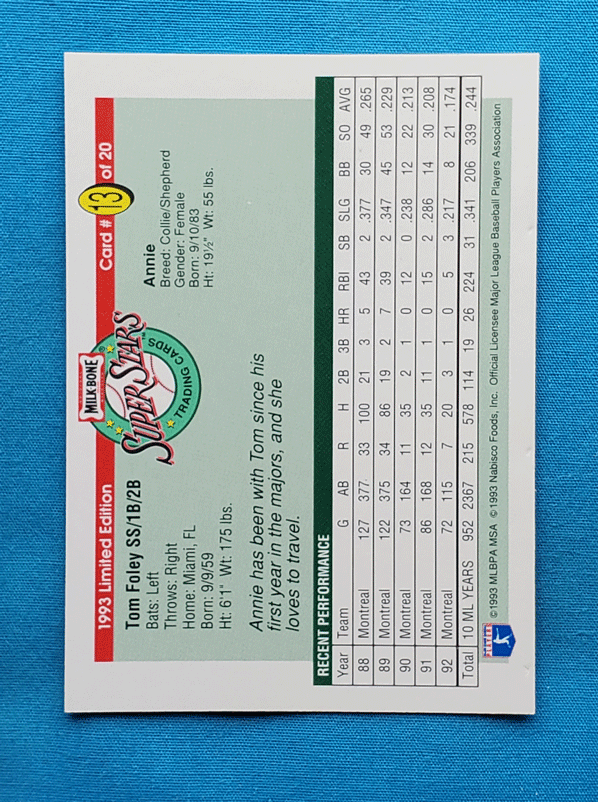 1993 Limited Edition
MILK-BONE®
SUPER STARS™
TRADING CARDS
Card # 13 of 20
Tom Foley SS/1B/2B
Bats: Left
Throws: Right
Home: Miami, FL
Born: 9/9/59
Ht: 6'1" Wt: 175 lbs.
Annie
Breed: Collie/Shepherd
Gender: Female
Born: 9/10/83
Ht: 19½" Wt: 55 lbs.
Annie has been with Tom since his
first year in the majors, and she
loves to travel.
RECENT PERFORMANCE
Year Team G AB R H 2B 3B HR RBI SB SLG BB SO AVG
88 Montreal 127 377 33 100 21 3 5 43 2 .377 30 49 .265
89 Montreal 122 375 34 86 19 2 7 39 2 .347 45 53 .229
90 Montreal 73 164 11 35 2 1 0 12 0 .238 12 22 .213
91 Montreal 86 168 12 35 11 1 0 15 2 .286 14 30 .208
92 Montreal 72 115 7 20 3 1 0 5 3 .217 8 21 .174
Total 10 ML YEARS 952 2367 215 578 114 19 26 224 31 .341 206 339 .244
©1993 MLBPA MSA ©1993 Nabisco Foods, Inc. Official Licensee Major League Baseball Players Association